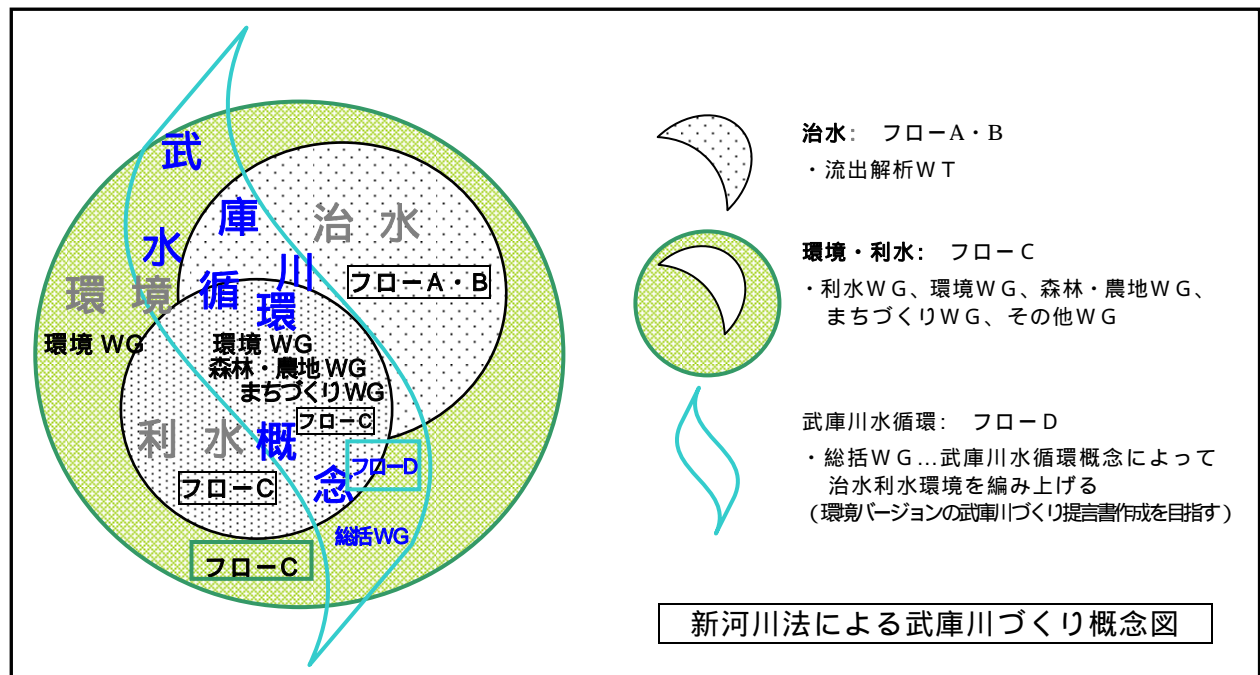 武庫川
水循環概念
治 水
フローA・B
環 境
環境 WG
環境 WG
森林・農地 WG
まちづくり WG
フローC
利 水
フローC
フローD
総括 WG
フローC
治水: フローA・B
・流出解析WT
環境・利水: フローC
・利水WG、環境WG、森林・農地WG、
まちづくりWG、その他WG
武庫川水循環: フローD
・総括WG…武庫川水循環概念によって
治水利水環境を編み上げる
(環境バージョンの武庫川づくり提言書作成を目指す)
新河川法による武庫川づくり概念図